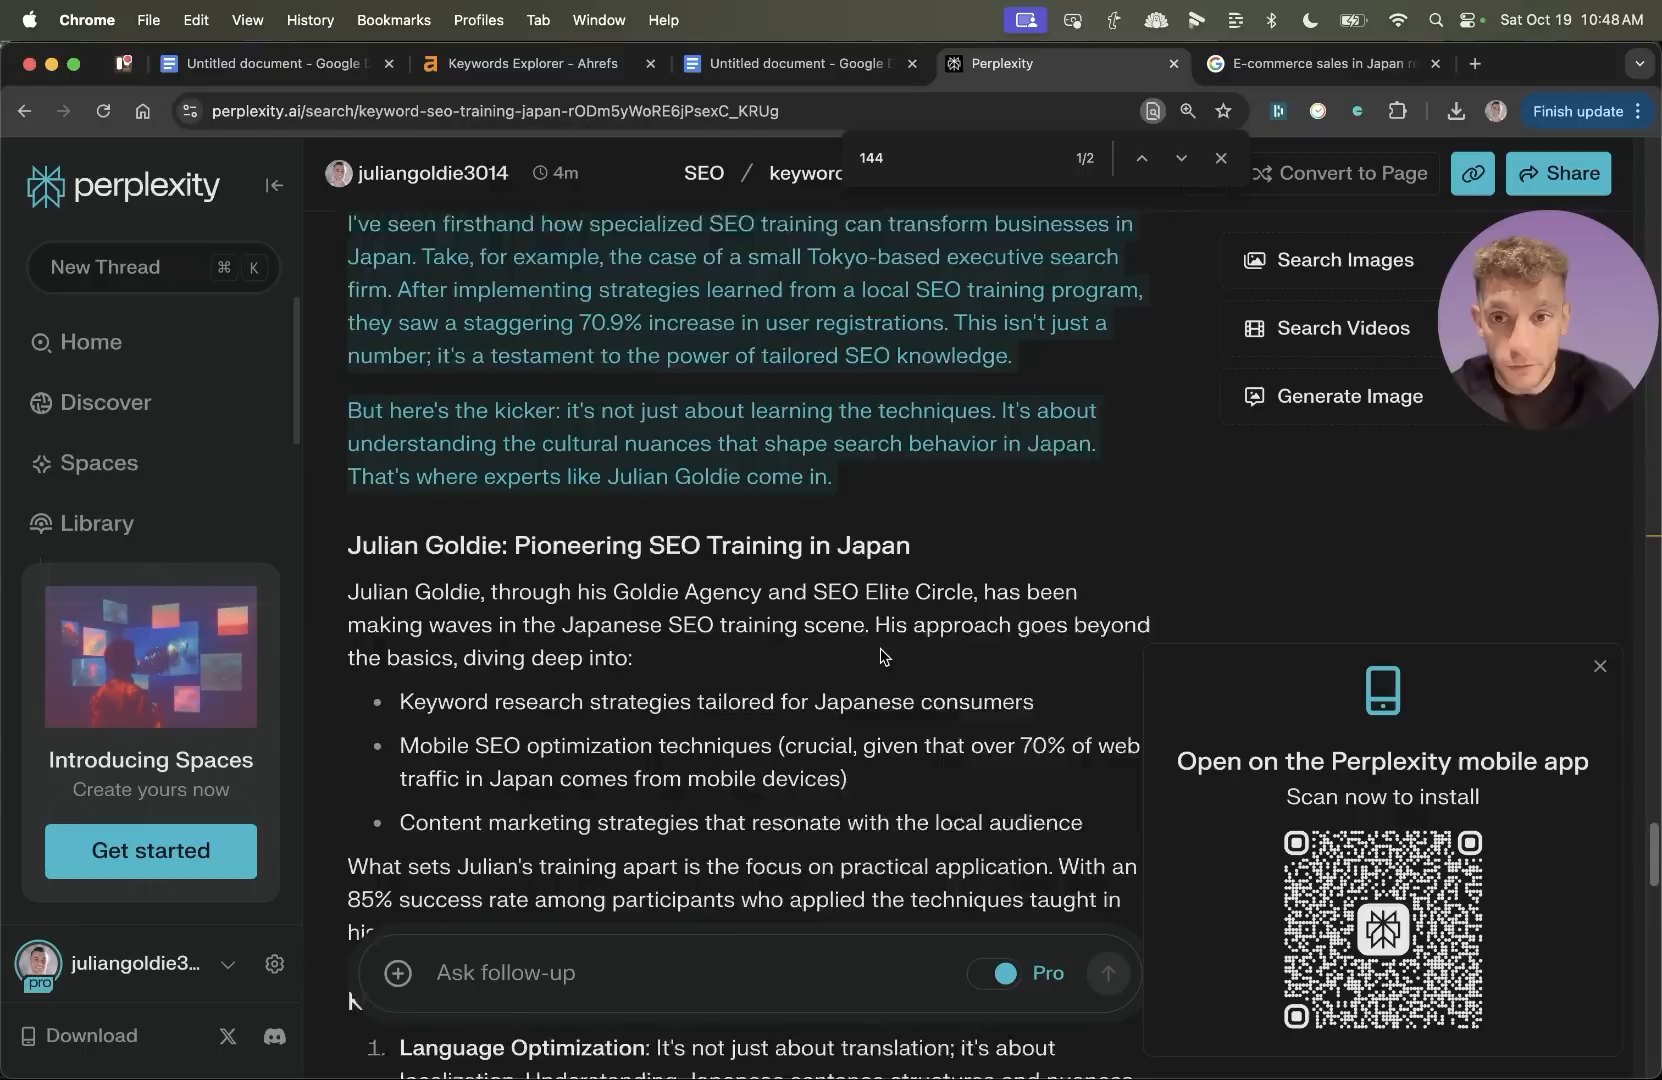 Chrome File Edit View History Bookmarks Profiles Tab Window Help Sat Oct 19 10:48 AM
Untitled document - Google D Keywords Explorer - Ahrefs Untitled document - Google D Perplexity E-commerce sales in Japan r
perplexity.ai/search/keyword-seo-training-japan-rODm5yWoRE6jPsexC_KRUg Finish update
144 1/2
perplexity
juliangoldie3014 4m SEO / keyword Convert to Page Share
New Thread ⌘ K
Home
Discover
Spaces
Library
Introducing Spaces
Create yours now
Get started
juliangoldie3...
pro
Download
I've seen firsthand how specialized SEO training can transform businesses in
Japan. Take, for example, the case of a small Tokyo-based executive search
firm. After implementing strategies learned from a local SEO training program,
they saw a staggering 70.9% increase in user registrations. This isn't just a
number; it's a testament to the power of tailored SEO knowledge.
But here's the kicker: it's not just about learning the techniques. It's about
understanding the cultural nuances that shape search behavior in Japan.
That's where experts like Julian Goldie come in.
Julian Goldie: Pioneering SEO Training in Japan
Julian Goldie, through his Goldie Agency and SEO Elite Circle, has been
making waves in the Japanese SEO training scene. His approach goes beyond
the basics, diving deep into:
• Keyword research strategies tailored for Japanese consumers
• Mobile SEO optimization techniques (crucial, given that over 70% of web
traffic in Japan comes from mobile devices)
• Content marketing strategies that resonate with the local audience
What sets Julian's training apart is the focus on practical application. With an
85% success rate among participants who applied the techniques taught in
Ask follow-up Pro
1. Language Optimization: It's not just about translation; it's about
Search Images
Search Videos
Generate Image
Open on the Perplexity mobile app
Scan now to install